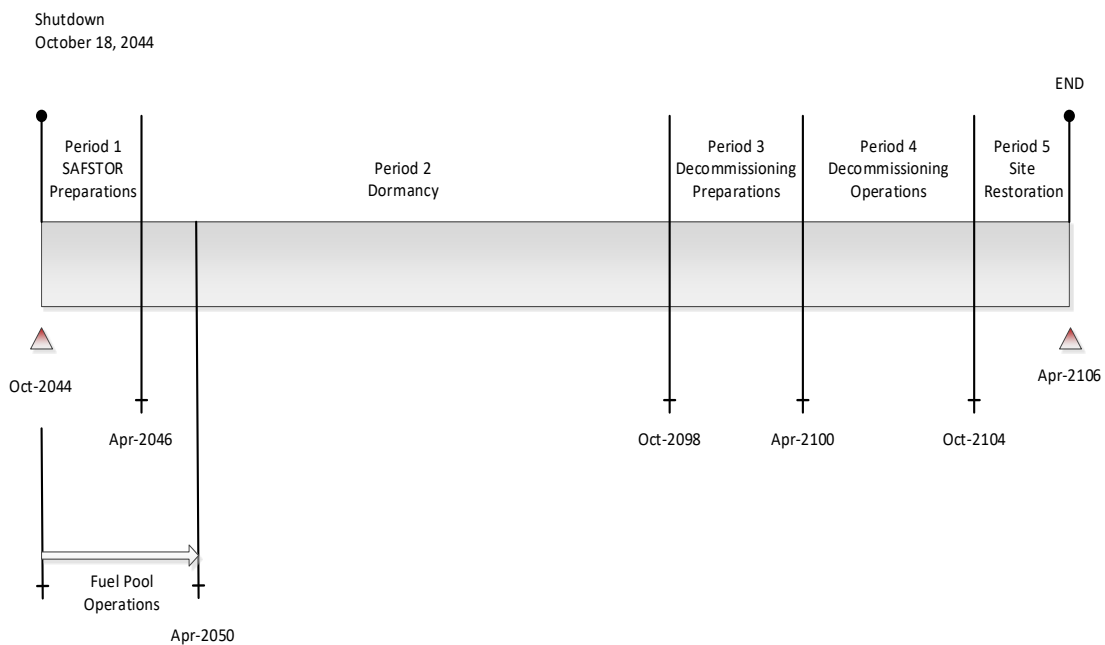 Shutdown
October 18, 2044
END
Period 1
SAFSTOR
Preparations
Period 2
Dormancy
Period 3
Decommissioning
Preparations
Period 4
Decommissioning
Operations
Period 5
Site
Restoration
Oct-2044
Apr-2106
Apr-2046
Oct-2098
Apr-2100
Oct-2104
Fuel Pool
Operations
Apr-2050